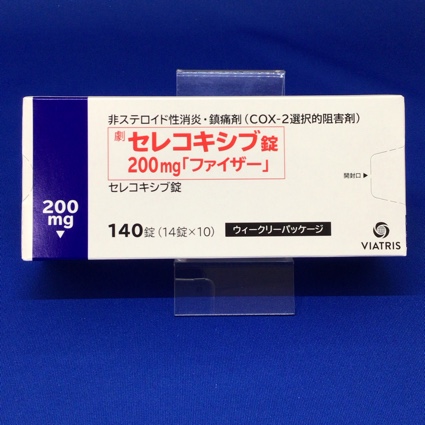 非ステロイド性消炎・鎮痛剤(COX-2選択的阻害剤)
劇 セレコキシブ錠
200mg「ファイザー」
セレコキシブ錠
開封口▶
200
mg
▼
140錠(14錠×10) ウィークリーパッケージ
VIATRIS